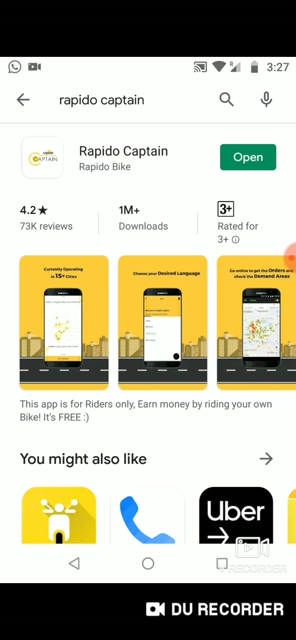 3:27
rapido captain
CAPTAIN
Rapido Captain
Rapido Bike
Open
4.2★
73K reviews
1M+
Downloads
3+
Rated for
3+
Currently Operating
in 15+ Cities
Choose your Desired Language
Go online to get the Orders and
check the Demand Areas
This app is for Riders only, Earn money by riding your own
Bike! It's FREE :)
You might also like
Uber
RECORDER
DU RECORDER